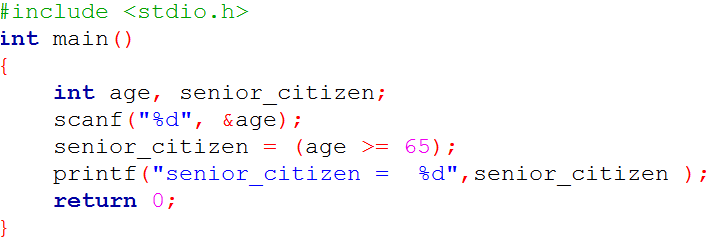 #include <stdio.h>
int main()
{
    int age, senior_citizen;
    scanf("%d", &age);
    senior_citizen = (age >= 65);
    printf("senior_citizen =  %d",senior_citizen );
    return 0;
}